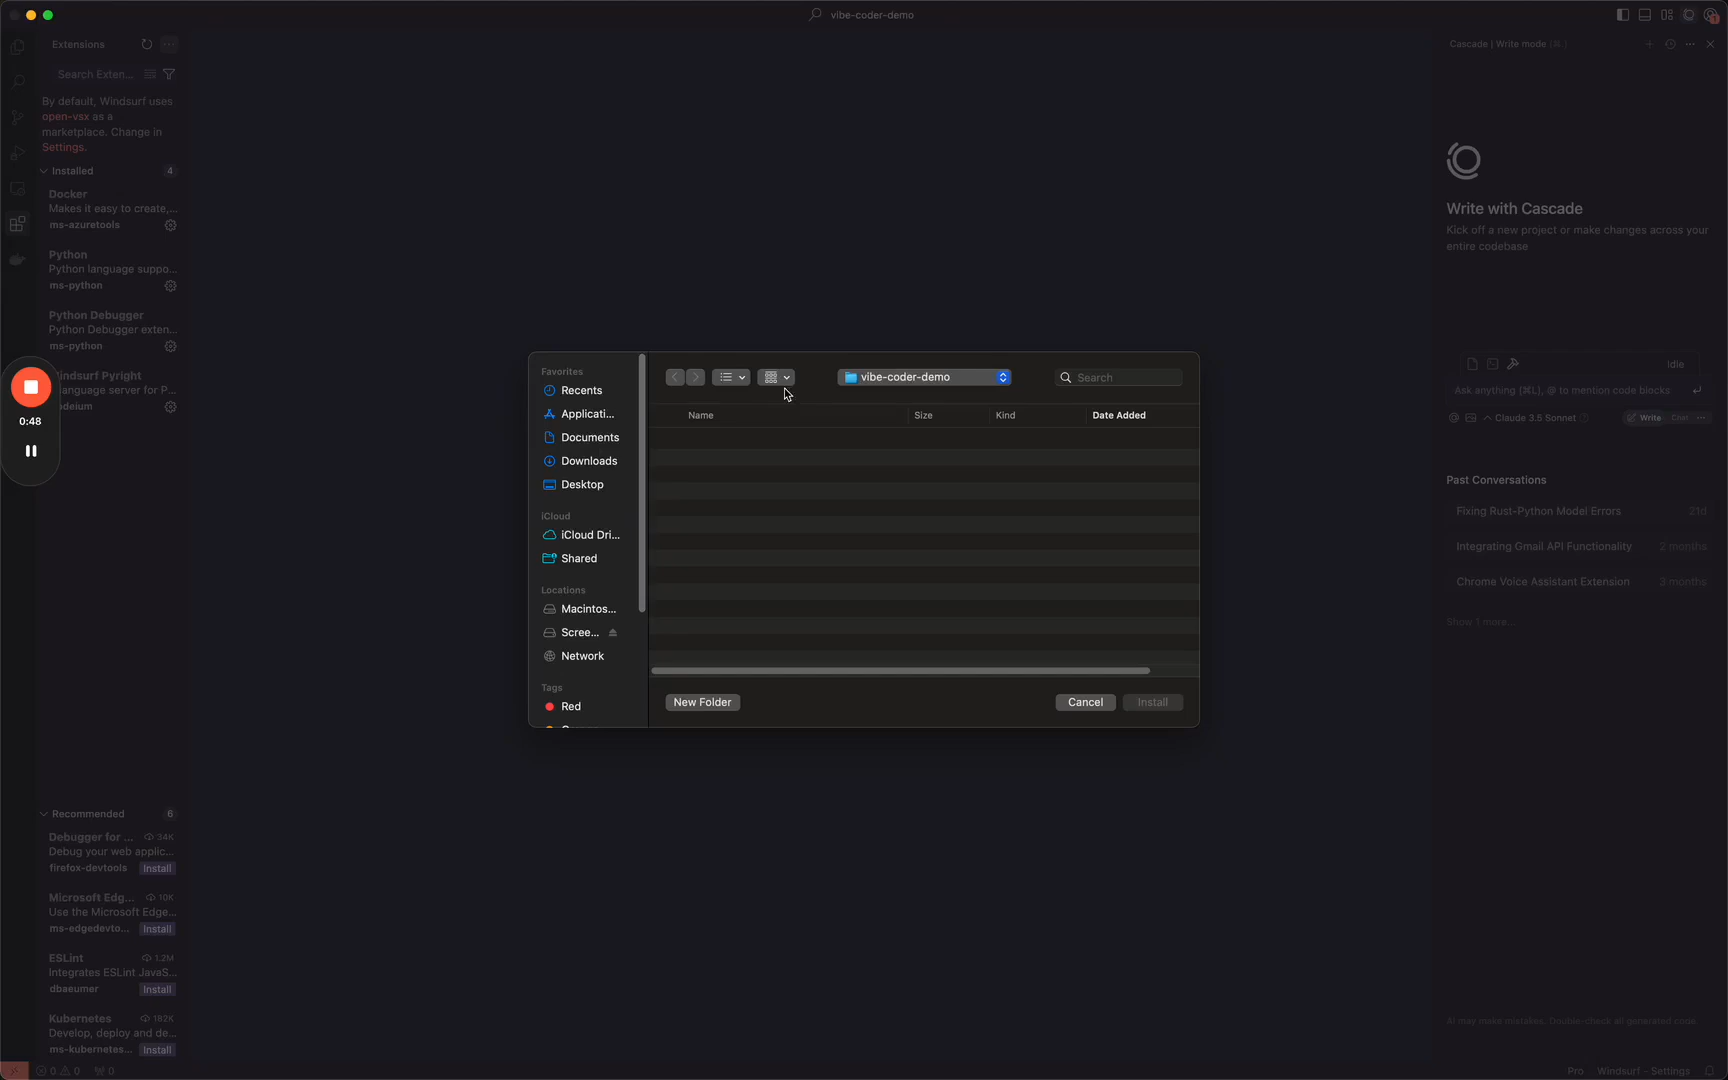 vibe-coder-demo
Extensions
Search Exten...
By default, Windsurf uses
open-vsx as a
marketplace. Change in
Settings.
Installed 4
Docker
Makes it easy to create,...
ms-azuretools
Python
Python language suppo...
ms-python
Python Debugger
Python Debugger exten...
ms-python
indsurf Pyright
language server for P...
odeium
0:48
Recommended 6
Debugger for ... 34K
Debug your web applic...
firefox-devtools Install
Microsoft Edg... 10K
Use the Microsoft Edge...
ms-edgedevto... Install
ESLint 1.2M
Integrates ESLint JavaS...
dbaeumer Install
Kubernetes 182K
Develop, deploy and de...
ms-kubernetes... Install
0 0 0
Favorites
Recents
Applicati...
Documents
Downloads
Desktop
iCloud
iCloud Dri...
Shared
Locations
Macintos...
Scree...
Network
Tags
Red
vibe-coder-demo
Search
Name Size Kind Date Added
New Folder Cancel Install
Cascade | Write mode
Write with Cascade
Kick off a new project or make changes across your
entire codebase
Idle
Ask anything (⌘L), @ to mention code blocks
Claude 3.5 Sonnet Write Chat
Past Conversations
Fixing Rust-Python Model Errors 21d
Integrating Gmail API Functionality 2 months
Chrome Voice Assistant Extension 3 months
Show 1 more...
AI may make mistakes. Double-check all generated code.
Pro Windsurf - Settings